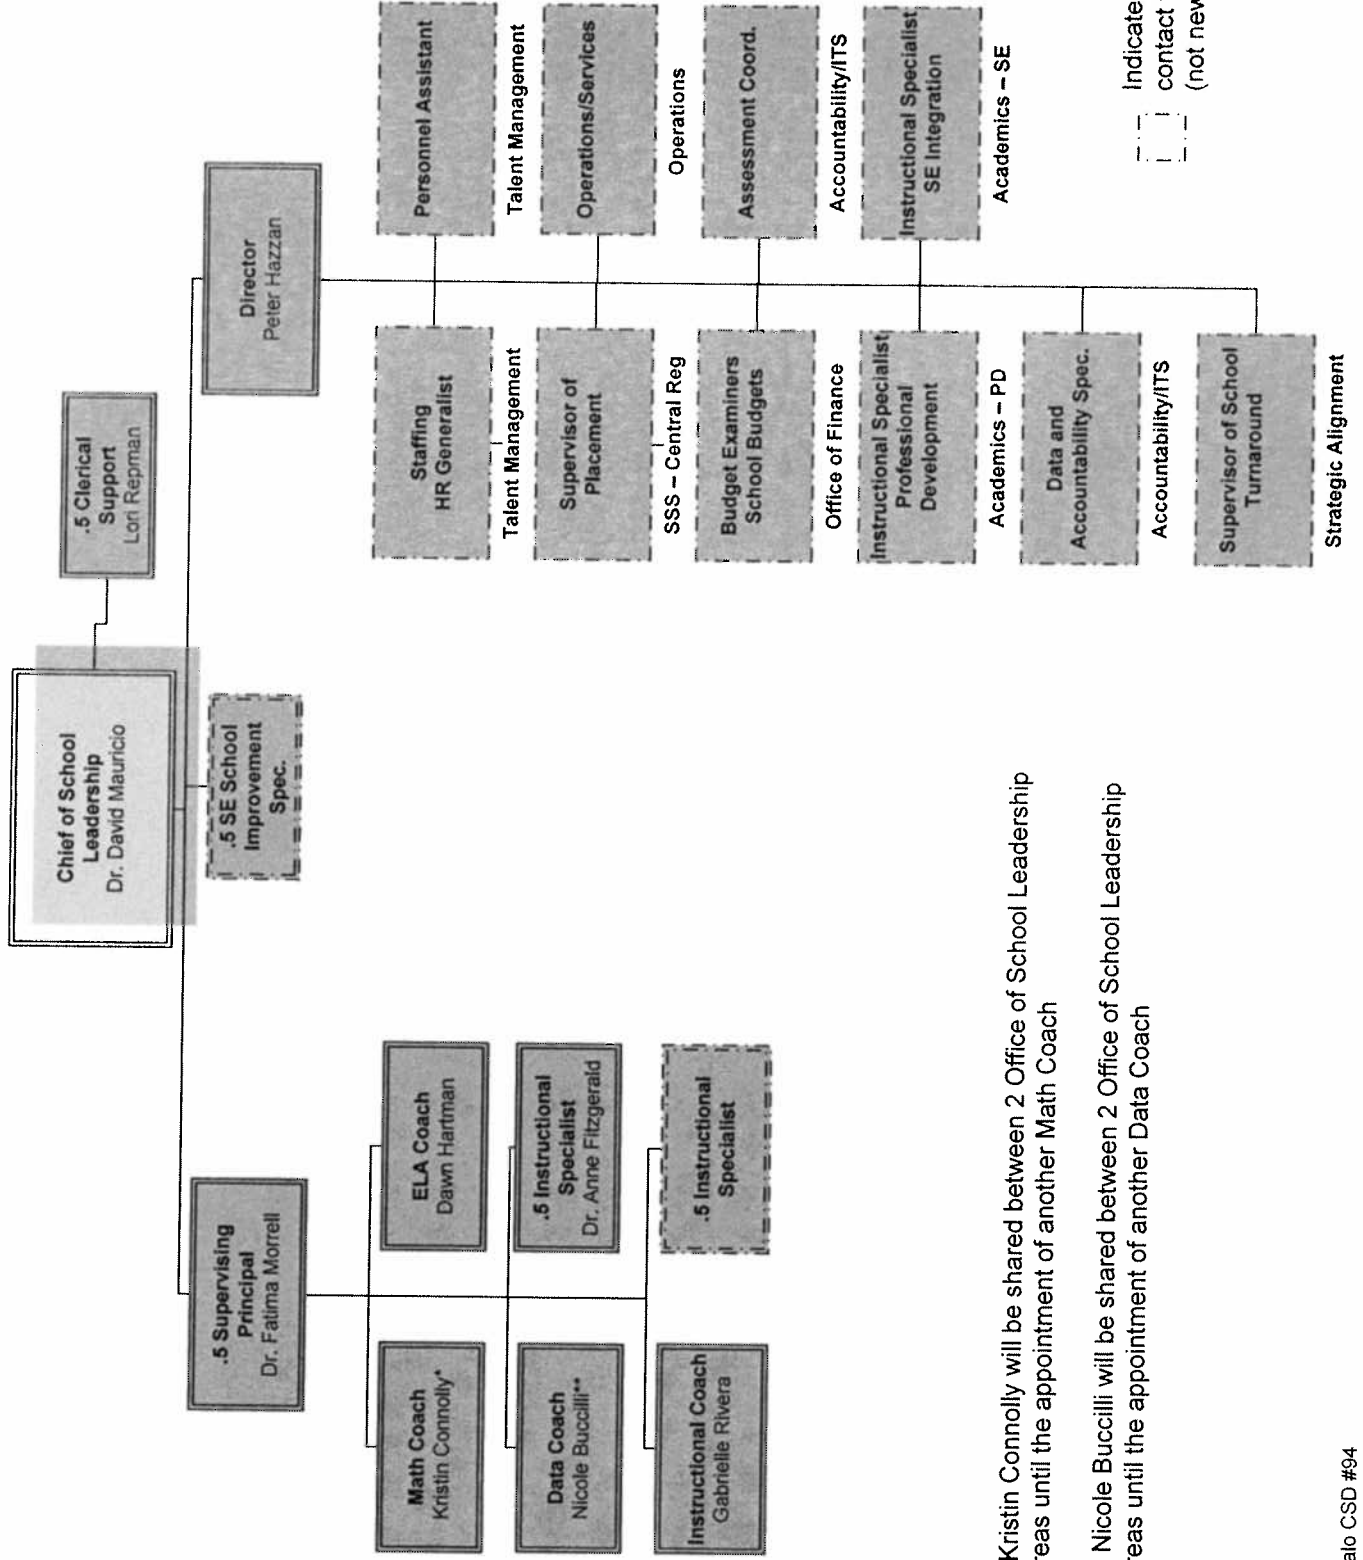 Chief of School
Leadership
Dr. David Mauricio
.5 Clerical
Support
Lori Repman
.5 SE School
Improvement
Spec.
.5 Supervising
Principal
Dr. Fatima Morrell
Math Coach
Kristin Connolly*
ELA Coach
Dawn Hartman
Data Coach
Nicole Buccilli**
.5 Instructional
Specialist
Dr. Anne Fitzgerald
Instructional Coach
Gabrielle Rivera
.5 Instructional
Specialist
Director
Peter Hazzan
Staffing
HR Generalist
Talent Management
Personnel Assistant
Talent Management
Supervisor of
Placement
SSS – Central Reg
Operations/Services
Operations
Budget Examiners
School Budgets
Office of Finance
Assessment Coord.
Accountability/ITS
Instructional Specialist
Professional
Development
Academics – PD
Instructional Specialist
SE Integration
Academics – SE
Data and
Accountability Spec.
Accountability/ITS
Supervisor of School
Turnaround
Strategic Alignment
Kristin Connolly will be shared between 2 Office of School Leadership
reas until the appointment of another Math Coach
Nicole Buccilli will be shared between 2 Office of School Leadership
reas until the appointment of another Data Coach
Indicate
contact
(not new
alo CSD #94